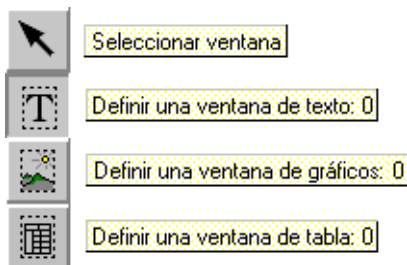 Seleccionar ventana
T Definir una ventana de texto: 0
Definir una ventana de gráficos: 0
Definir una ventana de tabla: 0